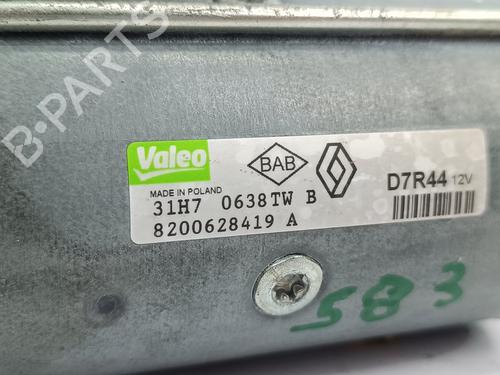 B-PARTS
Valeo
MADE IN POLAND
BAB
D7R44 12V
31H7 0638TW B
8200628419 A
583